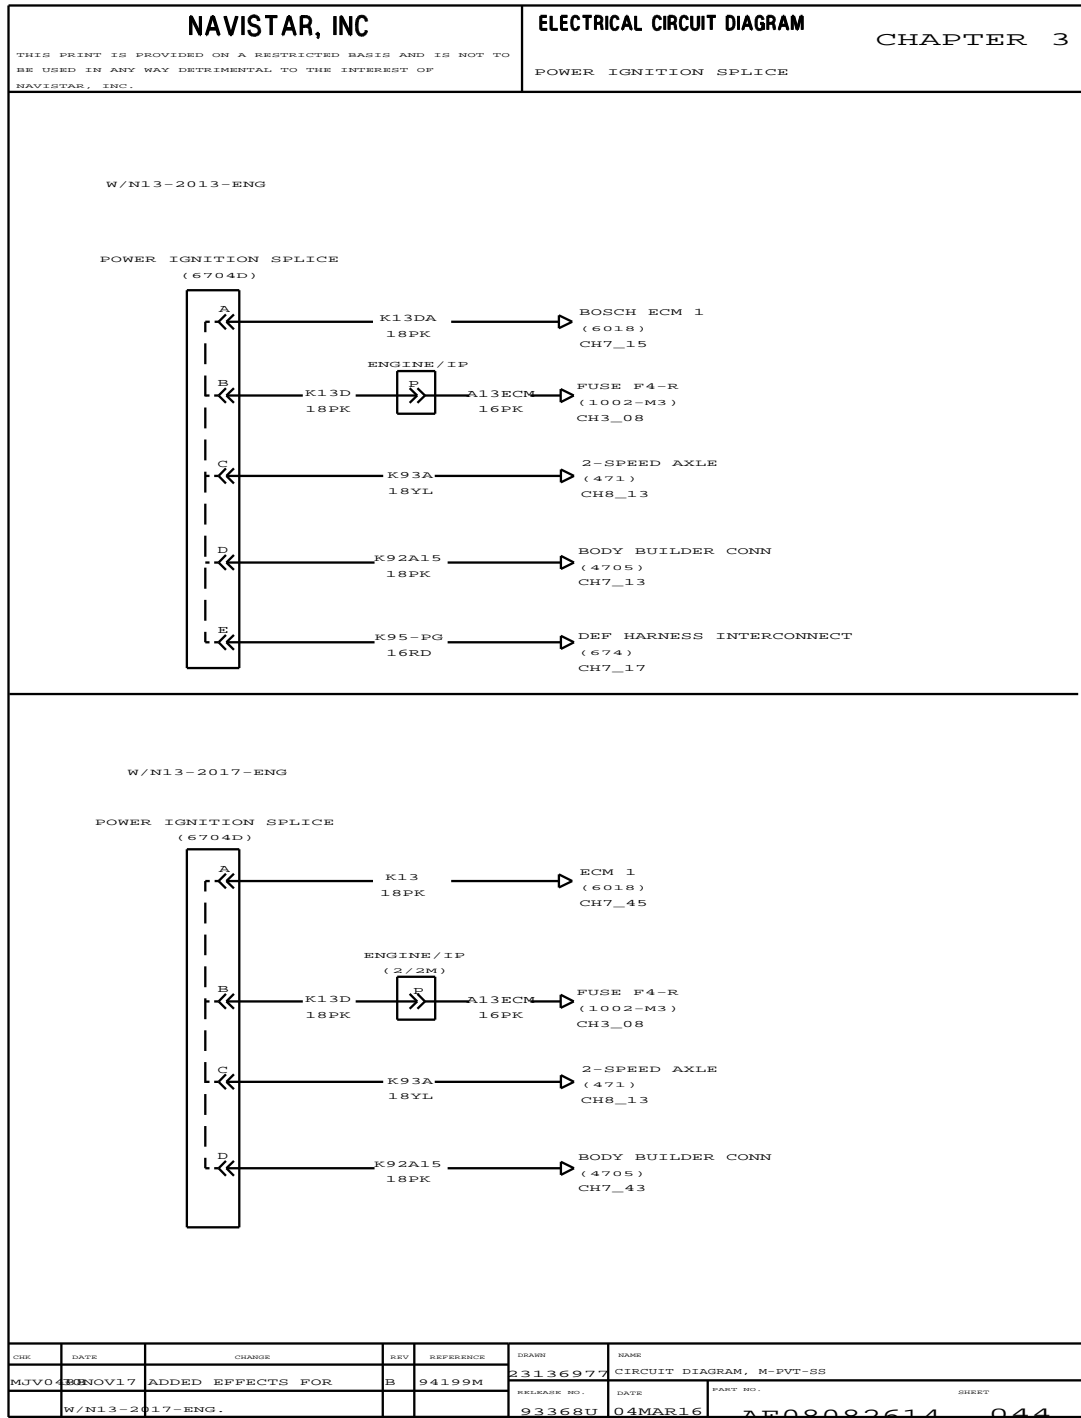 NAVISTAR, INC
THIS PRINT IS PROVIDED ON A RESTRICTED BASIS AND IS NOT TO
BE USED IN ANY WAY DETRIMENTAL TO THE INTEREST OF
NAVISTAR, INC.
ELECTRICAL CIRCUIT DIAGRAM
CHAPTER 3
POWER IGNITION SPLICE
W/N13-2013-ENG
POWER IGNITION SPLICE
(6704D)
A
K13DA
18PK
BOSCH ECM 1
(6018)
CH7_15
ENGINE/IP
B
K13D
18PK
P
A13ECM
16PK
FUSE F4-R
(1002-M3)
CH3_08
C
K93A
18YL
2-SPEED AXLE
(471)
CH8_13
D
K92A15
18PK
BODY BUILDER CONN
(4705)
CH7_13
E
K95-PG
16RD
DEF HARNESS INTERCONNECT
(674)
CH7_17
W/N13-2017-ENG
POWER IGNITION SPLICE
(6704D)
A
K13
18PK
ECM 1
(6018)
CH7_45
ENGINE/IP
(2/2M)
B
K13D
18PK
P
A13ECM
16PK
FUSE F4-R
(1002-M3)
CH3_08
C
K93A
18YL
2-SPEED AXLE
(471)
CH8_13
D
K92A15
18PK
BODY BUILDER CONN
(4705)
CH7_43
CHK DATE CHANGE REV REFERENCE
ADDED EFFECTS FOR B 94199M
W/N13-2017-ENG.
DRAWN
23136977
NAME
CIRCUIT DIAGRAM, M-PVT-SS
RELEASE NO.
93368U
DATE
04MAR16
PART NO.
AF08082614
SHEET
044